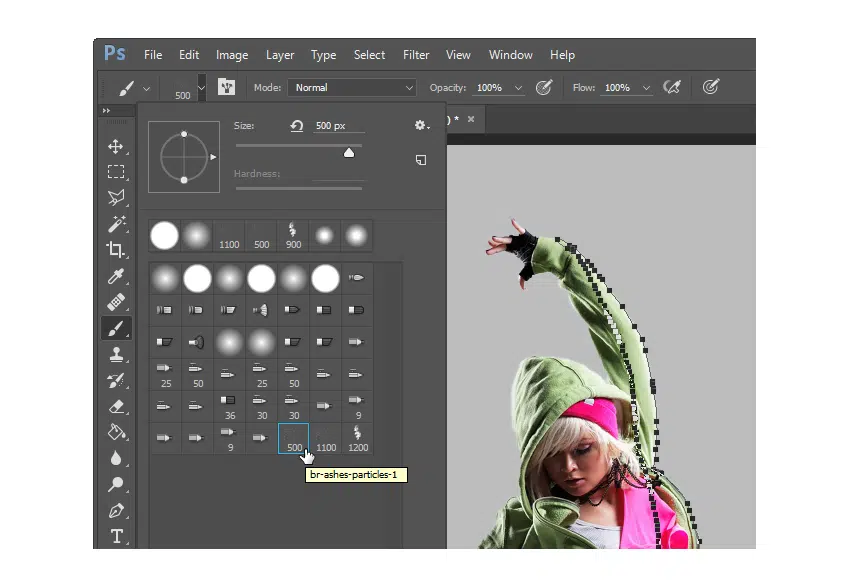 Ps File Edit Image Layer Type Select Filter View Window Help
500 Mode: Normal Opacity: 100% Flow: 100%
) * ×
Size: 500 px
Hardness:
1100 500 900
25 50 25 50
36 30 30 9
9 500 1100 1200
br-ashes-particles-1
T